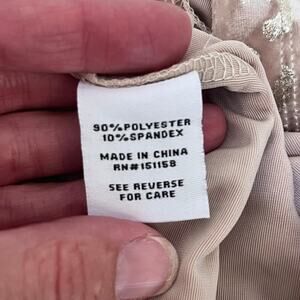 90%POLYESTER
10%SPANDEX
MADE IN CHINA
RN#151158
SEE REVERSE
FOR CARE